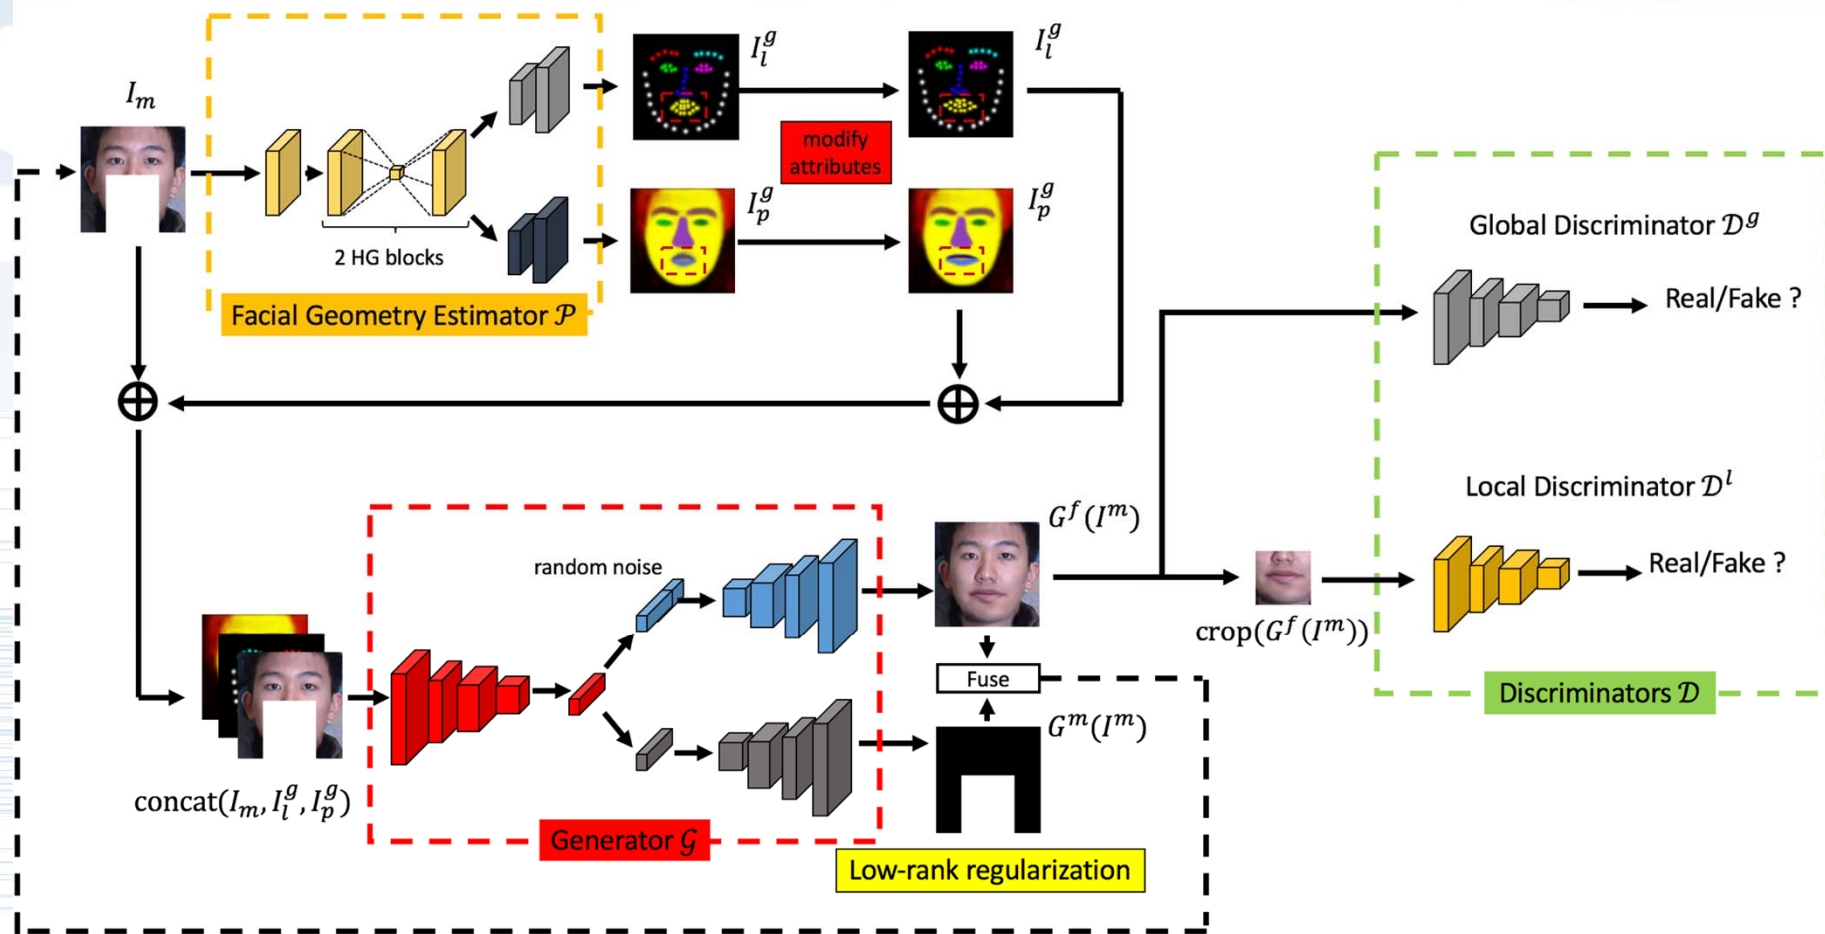 I_m
2 HG blocks
Facial Geometry Estimator 𝒫
I_l^g
I_p^g
modify
attributes
I_l^g
I_p^g
concat(I_m, I_l^g, I_p^g)
random noise
Generator 𝒢
G^f(I^m)
Fuse
G^m(I^m)
Low-rank regularization
crop(G^f(I^m))
Global Discriminator 𝒟^g
Real/Fake ?
Local Discriminator 𝒟^l
Real/Fake ?
Discriminators 𝒟